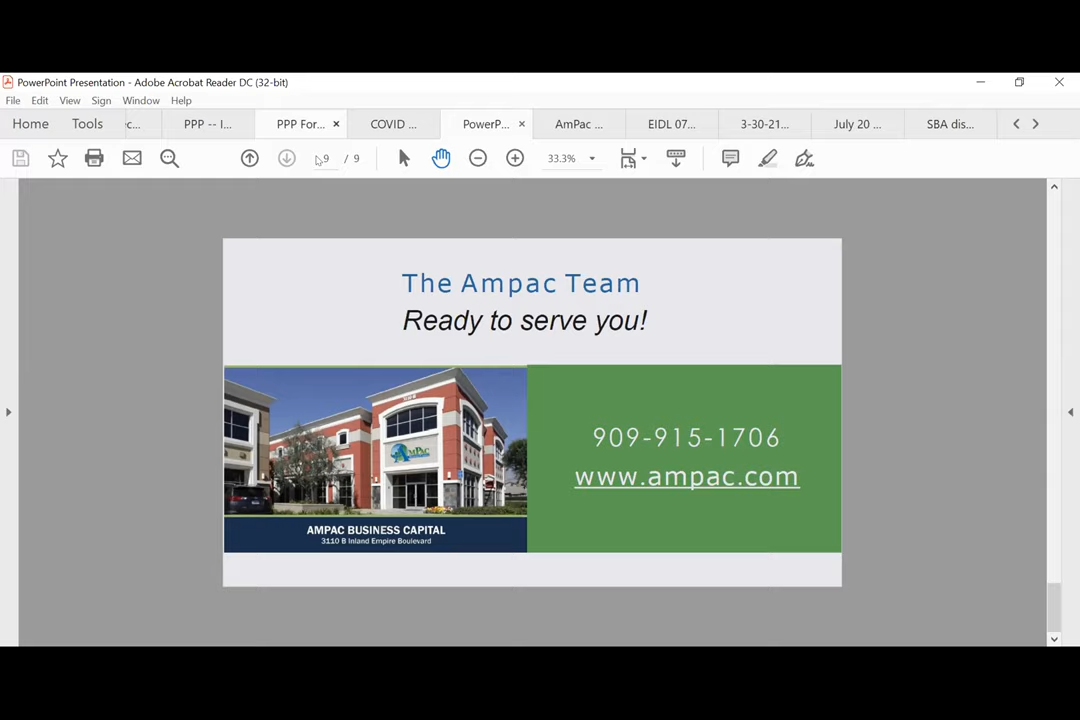 PowerPoint Presentation - Adobe Acrobat Reader DC (32-bit)
File Edit View Sign Window Help
Home Tools c... PPP -- I... PPP For... COVID ... PowerP... AmPac ... EIDL 07... 3-30-21... July 20 ... SBA dis...
9 / 9 33.3%
The Ampac Team
Ready to serve you!
AMPAC
909-915-1706
www.ampac.com
AMPAC BUSINESS CAPITAL
3110 B Inland Empire Boulevard